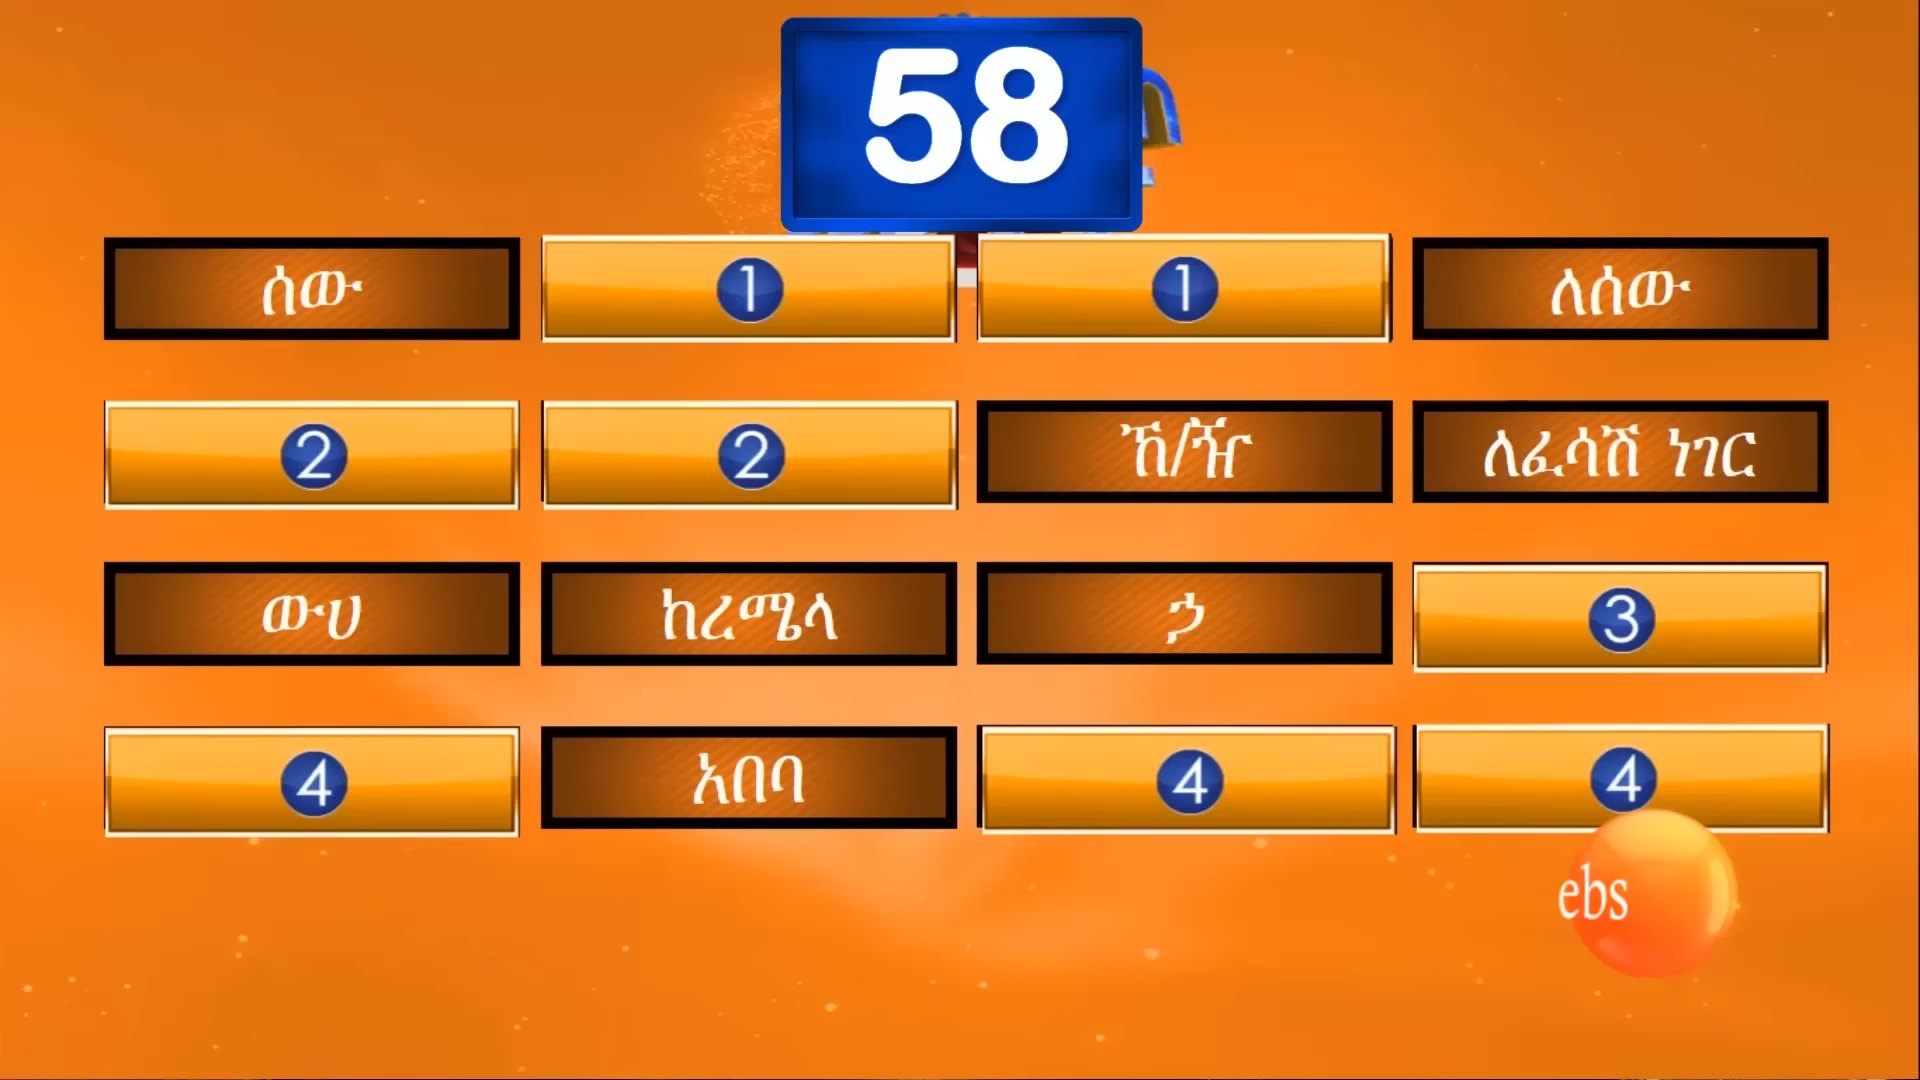 58
ሰው 1 1 ለሰው
2 2 ኸ/ዥ ለፈሳሽ ነገር
ውሀ ከረሜላ ኃ 3
4 አበባ 4 4
ebs